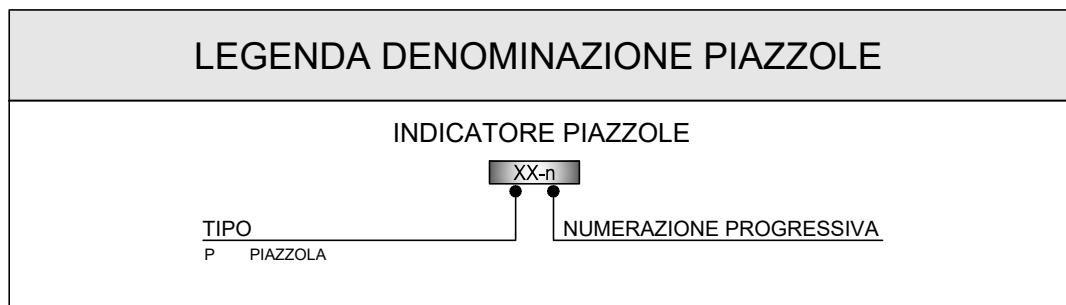 LEGENDA DENOMINAZIONE PIAZZOLE
INDICATORE PIAZZOLE
XX-n
TIPO NUMERAZIONE PROGRESSIVA
P PIAZZOLA